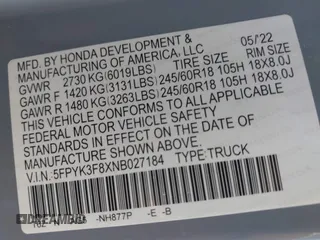 MFD. BY HONDA DEVELOPMENT & 05/22
MANUFACTURING OF AMERICA, LLC
GVWR 2730 KG (6019LBS) TIRE SIZE RIM SIZE
GAWR F 1420 KG (3131LBS) 245/60R18 105H 18X8.0J
GAWR R 1480 KG (3263LBS) 245/60R18 105H 18X8.0J
THIS VEHICLE CONFORMS TO ALL APPLICABLE
FEDERAL MOTOR VEHICLE SAFETY STANDARDS
IN EFFECT ON THE DATE OF MANUFACTURE SHOWN ABOVE.
V.I.N.: 5FPYK3F8XNB027184 TYPE:TRUCK
NH877P -E -B